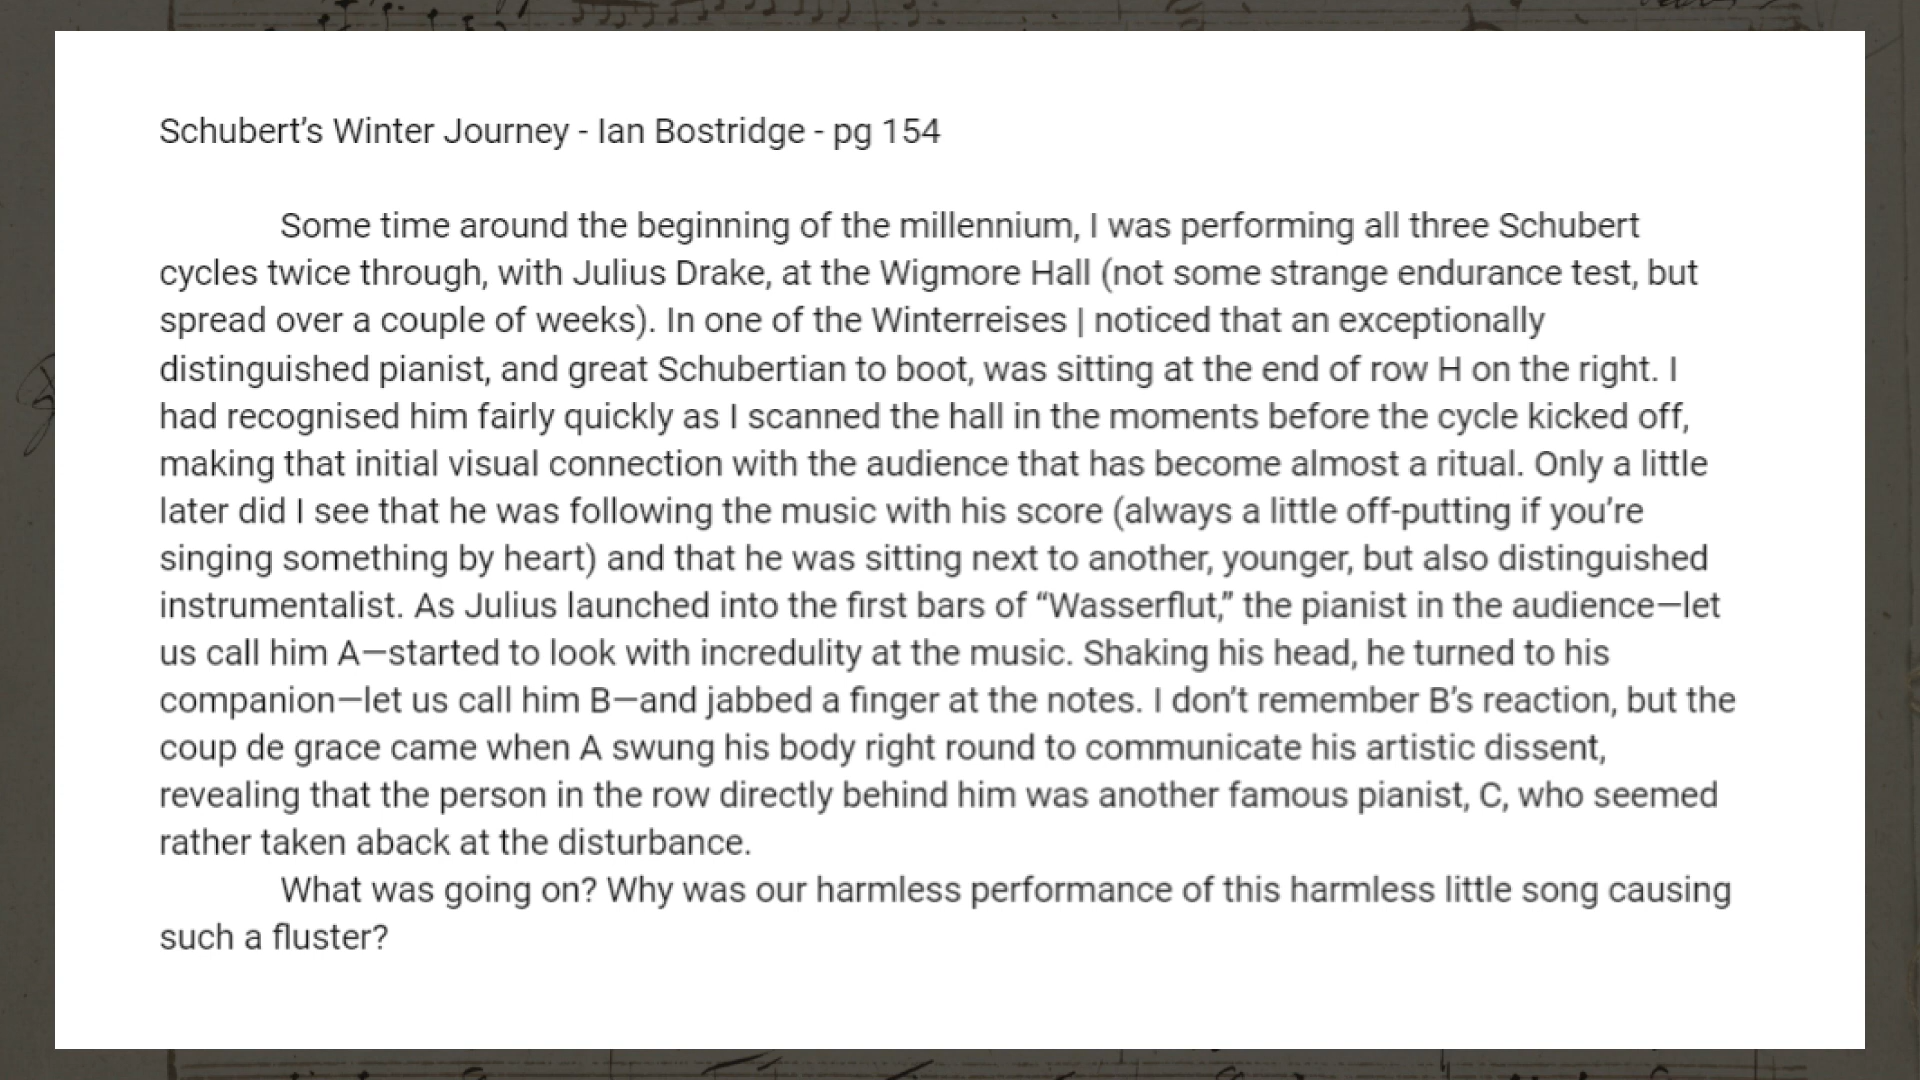 Schubert’s Winter Journey - Ian Bostridge - pg 154
Some time around the beginning of the millennium, I was performing all three Schubert
cycles twice through, with Julius Drake, at the Wigmore Hall (not some strange endurance test, but
spread over a couple of weeks). In one of the Winterreises | noticed that an exceptionally
distinguished pianist, and great Schubertian to boot, was sitting at the end of row H on the right. I
had recognised him fairly quickly as I scanned the hall in the moments before the cycle kicked off,
making that initial visual connection with the audience that has become almost a ritual. Only a little
later did I see that he was following the music with his score (always a little off-putting if you’re
singing something by heart) and that he was sitting next to another, younger, but also distinguished
instrumentalist. As Julius launched into the first bars of “Wasserflut,” the pianist in the audience—let
us call him A—started to look with incredulity at the music. Shaking his head, he turned to his
companion—let us call him B—and jabbed a finger at the notes. I don’t remember B’s reaction, but the
coup de grace came when A swung his body right round to communicate his artistic dissent,
revealing that the person in the row directly behind him was another famous pianist, C, who seemed
rather taken aback at the disturbance.
What was going on? Why was our harmless performance of this harmless little song causing
such a fluster?